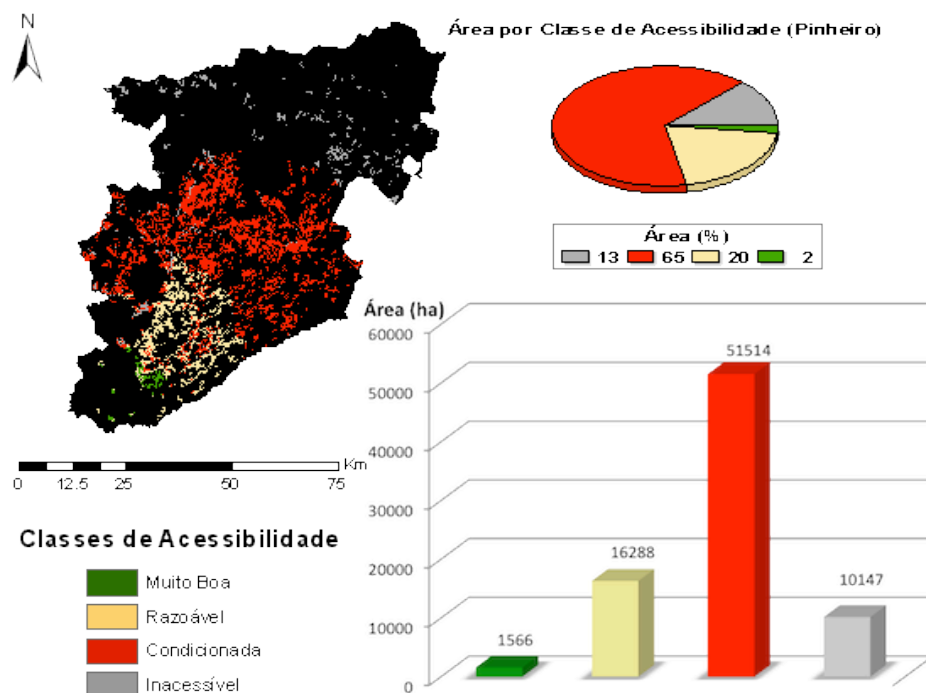 N
Área por Classe de Acessibilidade (Pinheiro)
Área (%)
13 65 20 2
Km
0 12.5 25 50 75
Classes de Acessibilidade
Muito Boa
Razoável
Condicionada
Inacessível
Área (ha)
60000
50000
40000
30000
20000
10000
0
1566
16288
51514
10147